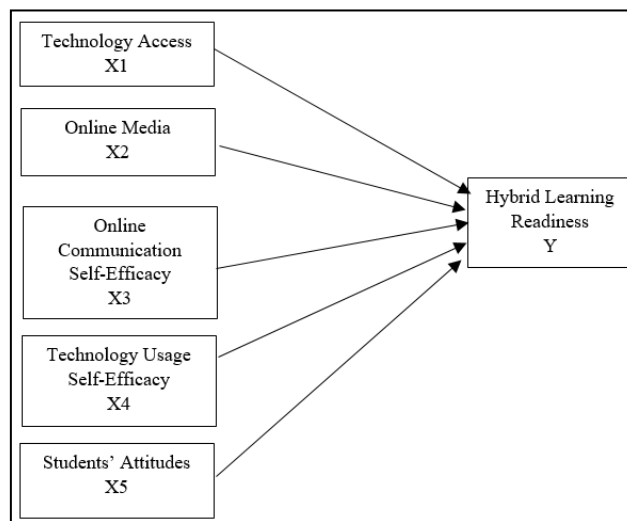 Technology Access
X1
Online Media
X2
Online
Communication
Self-Efficacy
X3
Technology Usage
Self-Efficacy
X4
Students’ Attitudes
X5
Hybrid Learning
Readiness
Y